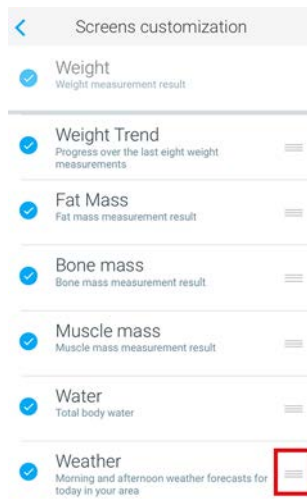 Screens customization
Weight
Weight measurement result
Weight Trend
Progress over the last eight weight
measurements
Fat Mass
Fat mass measurement result
Bone mass
Bone mass measurement result
Muscle mass
Muscle mass measurement result
Water
Total body water
Weather
Morning and afternoon weather forecasts for
today in your area